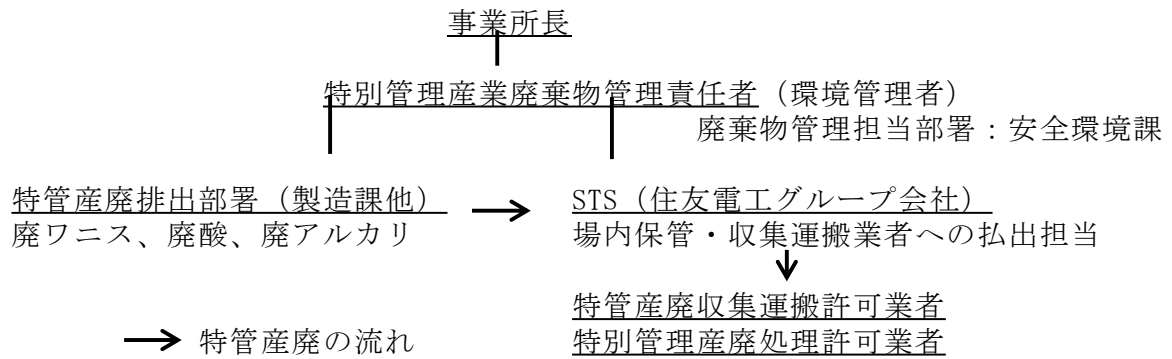 事業所長
特別管理産業廃棄物管理責任者（環境管理者）
廃棄物管理担当部署：安全環境課
特管産廃排出部署（製造課他）
廃ワニス、廃酸、廃アルカリ
STS（住友電工グループ会社）
場内保管・収集運搬業者への払出担当
特管産廃収集運搬許可業者
特別管理産廃処理許可業者
特管産廃の流れ